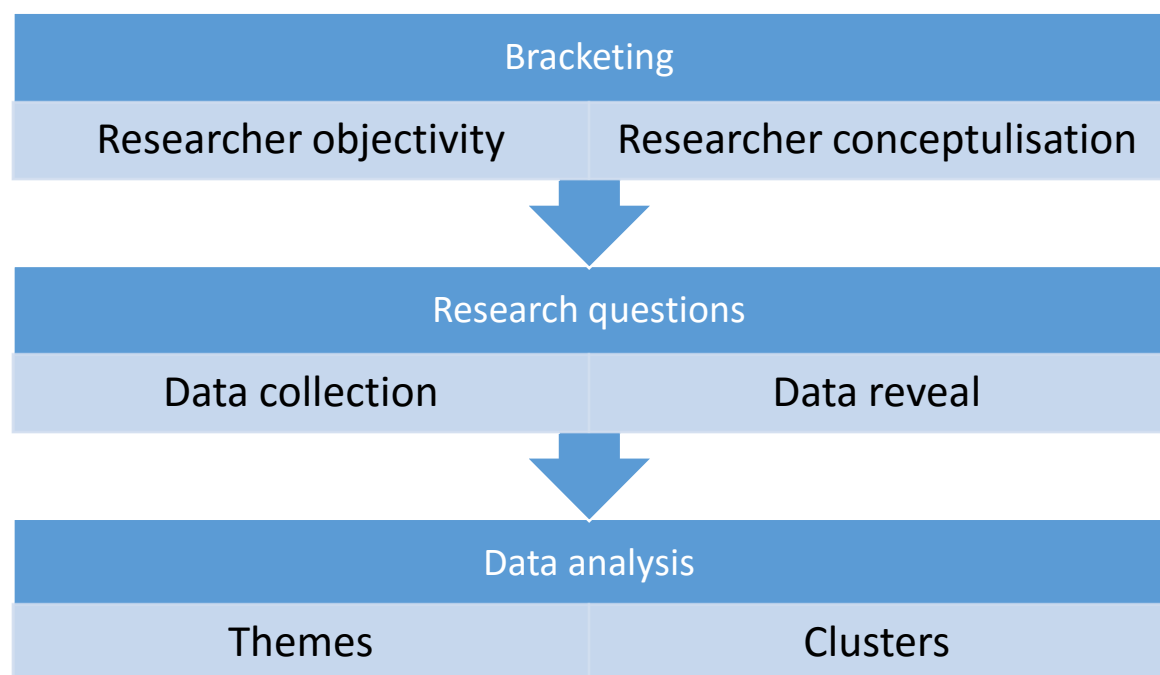 Bracketing
Researcher objectivity
Researcher conceptulisation
Research questions
Data collection
Data reveal
Data analysis
Themes
Clusters